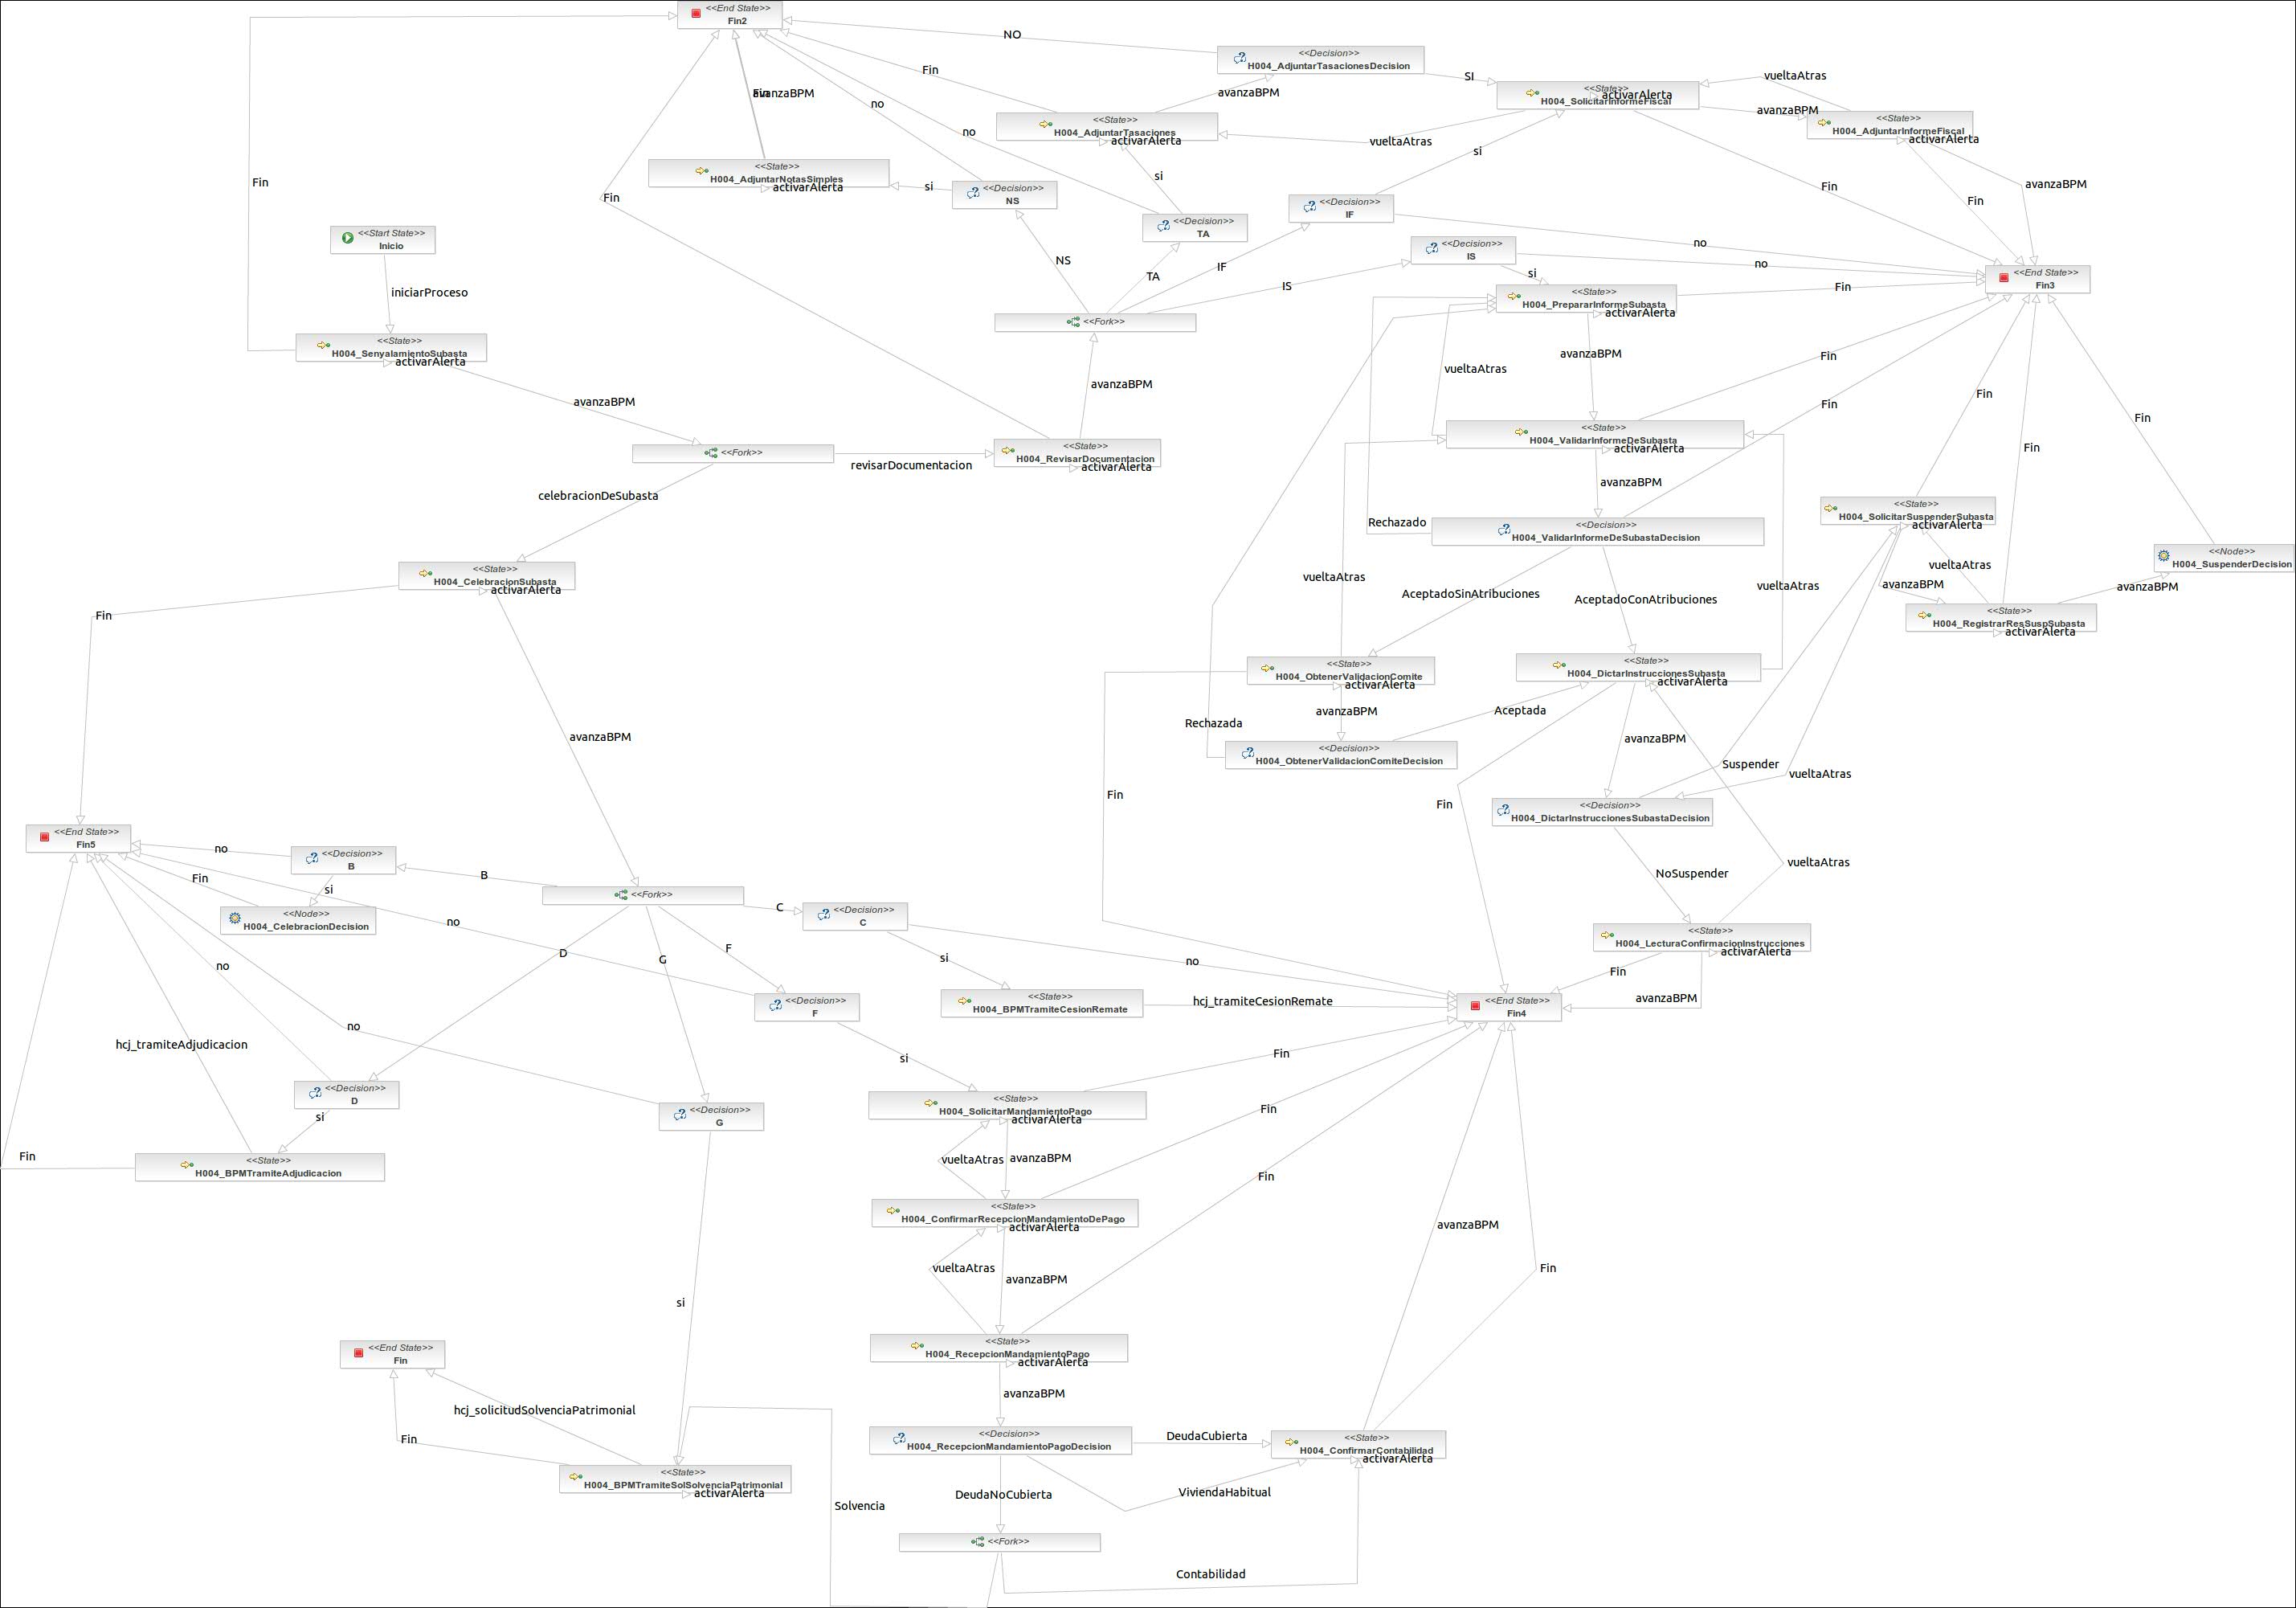 <<End State>>
Fin2
NO
<<Decision>>
H004_AdjuntarTasacionesDecision
SI
vueltaAtras
Fin
avanzaBPM
<<State>>
H004_SolicitarInformeFiscal
activarAlerta
avanzaBPM
Fin
avanzaBPM
no
<<State>>
H004_AdjuntarTasaciones
activarAlerta
no
vueltaAtras
<<State>>
H004_AdjuntarInformeFiscal
activarAlerta
si
<<State>>
H004_AdjuntarNotasSimples
activarAlerta
si
<<Decision>>
NS
si
Fin
avanzaBPM
Fin
Fin
Fin
<<Decision>>
IF
<<Decision>>
TA
<<Start State>>
Inicio
no
<<Decision>>
IS
no
NS
TA
IF
si
IS
<<End State>>
Fin3
iniciarProceso
<<State>>
H004_PrepararInformeSubasta
activarAlerta
Fin
<<Fork>>
<<State>>
H004_SenyalamientoSubasta
activarAlerta
avanzaBPM
Fin
vueltaAtras
avanzaBPM
Fin
avanzaBPM
Fin
Fin
<<State>>
H004_ValidarInformeDeSubasta
activarAlerta
Fin
<<Fork>>
revisarDocumentacion
<<State>>
H004_RevisarDocumentacion
activarAlerta
avanzaBPM
celebracionDeSubasta
<<State>>
H004_SolicitarSuspenderSubasta
activarAlerta
Rechazado
<<Decision>>
H004_ValidarInformeDeSubastaDecision
<<Node>>
H004_SuspenderDecision
<<State>>
H004_CelebracionSubasta
activarAlerta
vueltaAtras
vueltaAtras
vueltaAtras
avanzaBPM
avanzaBPM
AceptadoSinAtribuciones
AceptadoConAtribuciones
Fin
<<State>>
H004_RegistrarResSuspSubasta
activarAlerta
<<State>>
H004_ObtenerValidacionComite
activarAlerta
<<State>>
H004_DictarInstruccionesSubasta
activarAlerta
avanzaBPM
Aceptada
Rechazada
avanzaBPM
avanzaBPM
<<Decision>>
H004_ObtenerValidacionComiteDecision
Suspender
vueltaAtras
Fin
Fin
<<Decision>>
H004_DictarInstruccionesSubastaDecision
<<End State>>
Fin5
no
<<Decision>>
B
vueltaAtras
Fin
si
B
NoSuspender
<<Fork>>
<<Node>>
H004_CelebracionDecision
no
C
<<Decision>>
C
<<State>>
H004_LecturaConfirmacionInstrucciones
activarAlerta
D
G
F
si
no
no
Fin
avanzaBPM
<<Decision>>
F
<<State>>
H004_BPMTramiteCesionRemate
hcj_tramiteCesionRemate
<<End State>>
Fin4
no
hcj_tramiteAdjudicacion
si
Fin
<<Decision>>
D
si
<<Decision>>
G
<<State>>
H004_SolicitarMandamientoPago
activarAlerta
Fin
Fin
<<State>>
H004_BPMTramiteAdjudicacion
vueltaAtras
avanzaBPM
Fin
<<State>>
H004_ConfirmarRecepcionMandamientoDePago
activarAlerta
avanzaBPM
vueltaAtras
avanzaBPM
Fin
si
<<End State>>
Fin
<<State>>
H004_RecepcionMandamientoPago
activarAlerta
avanzaBPM
hcj_solicitudSolvenciaPatrimonial
Fin
<<Decision>>
H004_RecepcionMandamientoPagoDecision
DeudaCubierta
<<State>>
H004_ConfirmarContabilidad
activarAlerta
<<State>>
H004_BPMTramiteSolSolvenciaPatrimonial
activarAlerta
Solvencia
DeudaNoCubierta
ViviendaHabitual
<<Fork>>
Contabilidad